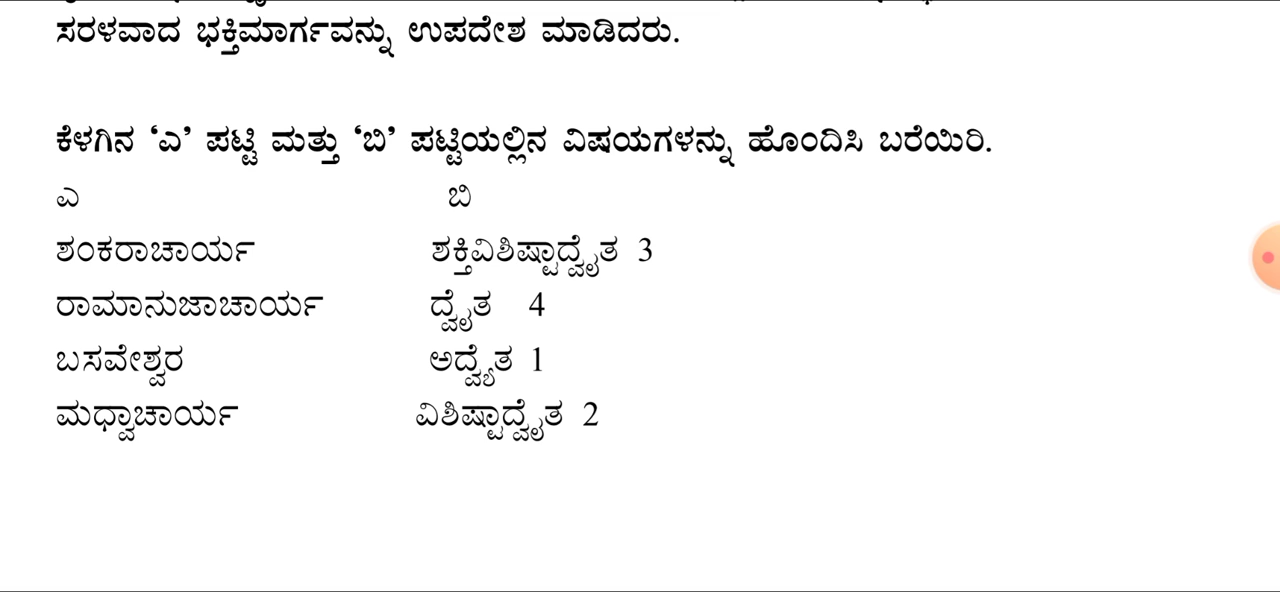 ಸರಳವಾದ ಭಕ್ತಿಮಾರ್ಗವನ್ನು ಉಪದೇಶ ಮಾಡಿದರು.
ಕೆಳಗಿನ ‘ಎ’ ಪಟ್ಟಿ ಮತ್ತು ‘ಬಿ’ ಪಟ್ಟಿಯಲ್ಲಿನ ವಿಷಯಗಳನ್ನು ಹೊಂದಿಸಿ ಬರೆಯಿರಿ.
ಎ ಬಿ
ಶಂಕರಾಚಾರ್ಯ ಶಕ್ತಿವಿಶಿಷ್ಟಾದ್ವೈತ 3
ರಾಮಾನುಜಾಚಾರ್ಯ ದ್ವೈತ 4
ಬಸವೇಶ್ವರ ಅದ್ವ್ಯೆತ 1
ಮಧ್ವಾಚಾರ್ಯ ವಿಶಿಷ್ಟಾದ್ವೈತ 2